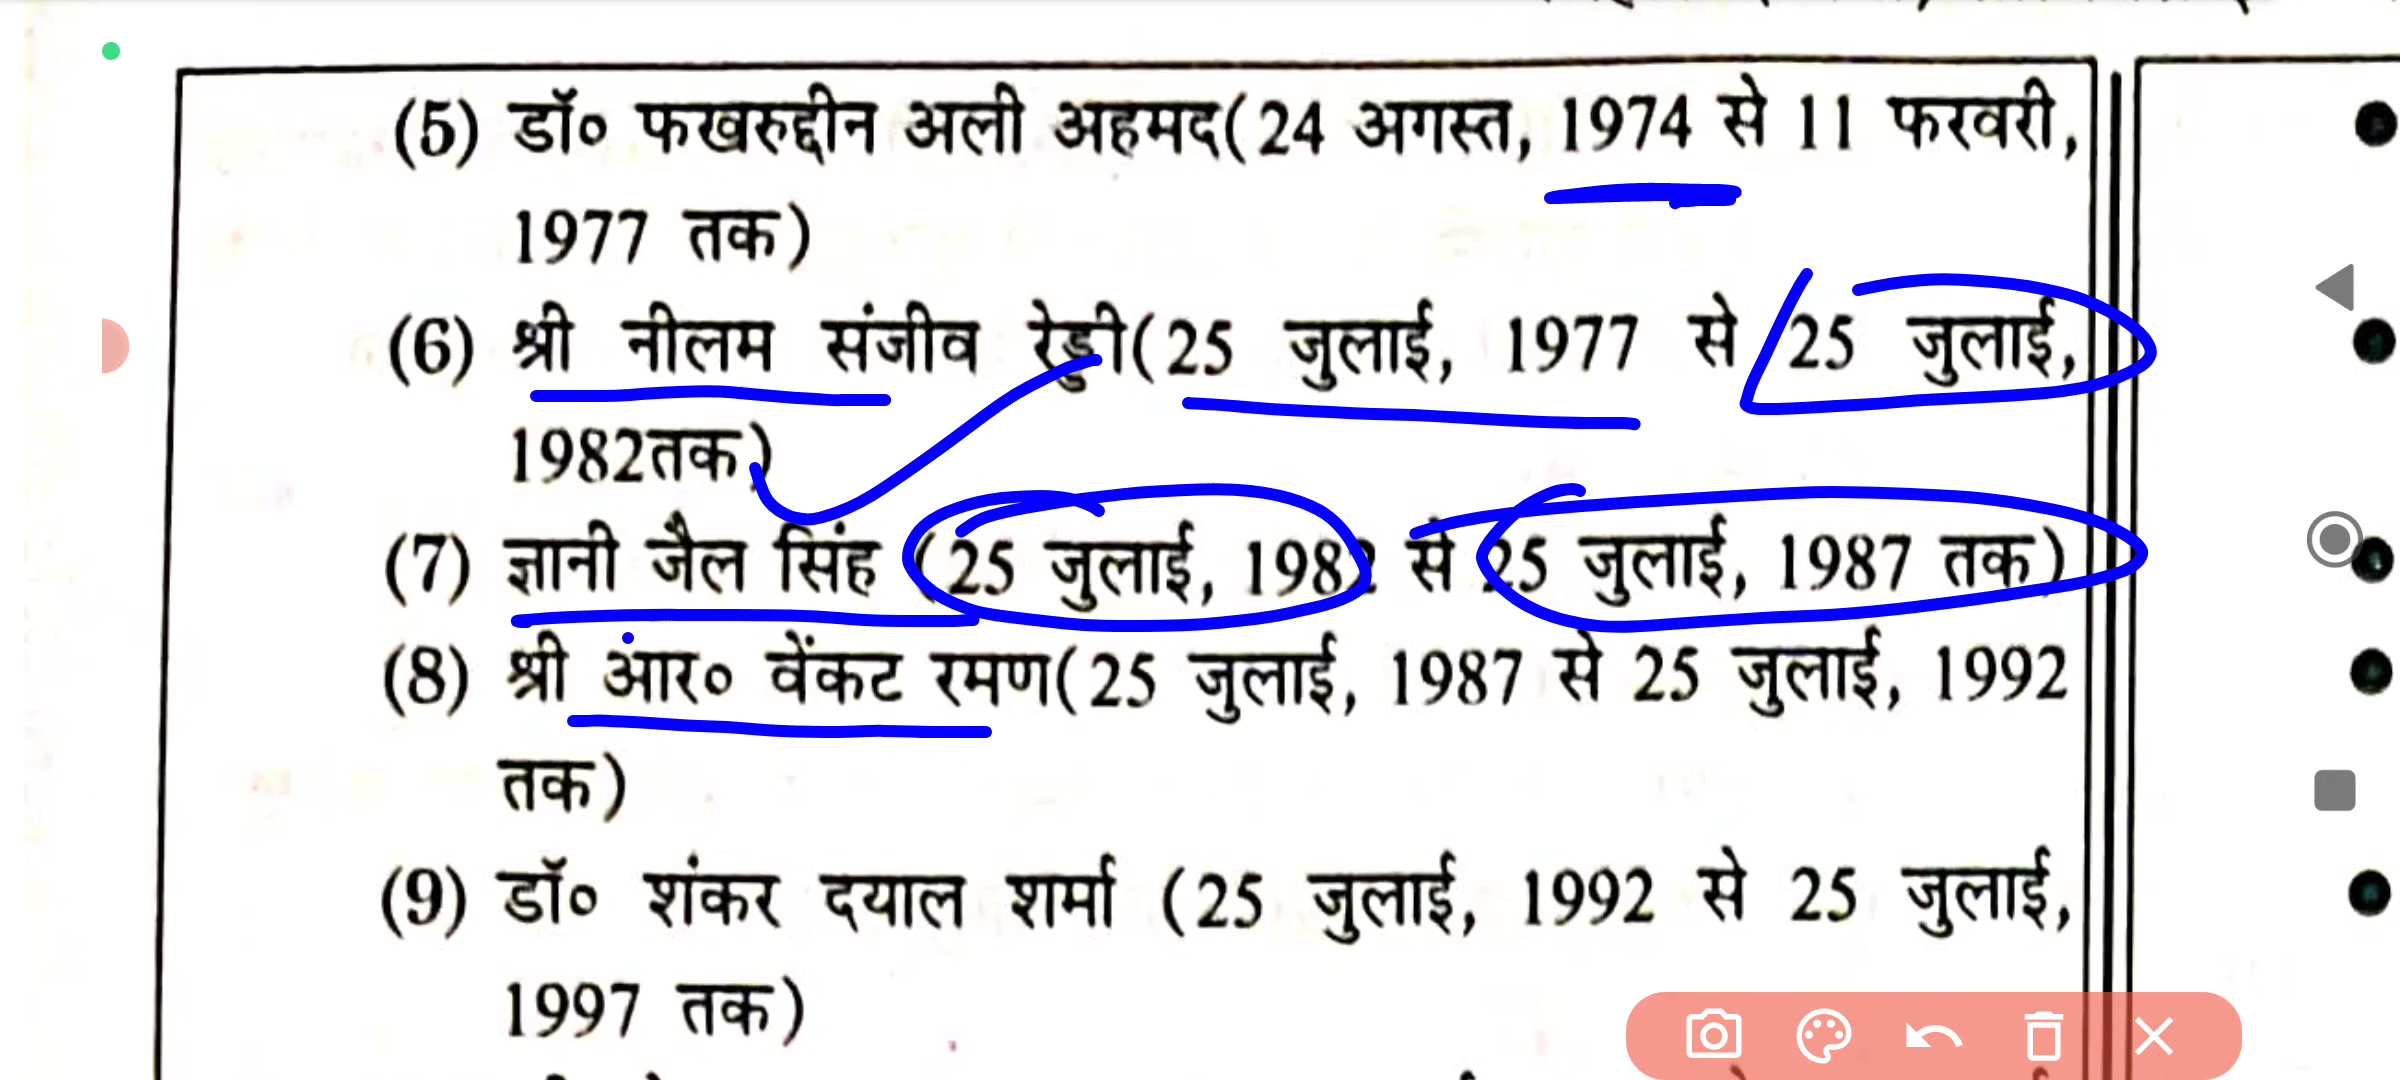 (5) डॉ० फखरुद्दीन अली अहमद(24 अगस्त, 1974 से 11 फरवरी,
1977 तक)
(6) श्री नीलम संजीव रेड्डी(25 जुलाई, 1977 से 25 जुलाई,
1982तक)
(7) ज्ञानी जैल सिंह (25 जुलाई, 1982 से 25 जुलाई, 1987 तक)
(8) श्री आर० वेंकट रमण(25 जुलाई, 1987 से 25 जुलाई, 1992
तक)
(9) डॉ० शंकर दयाल शर्मा (25 जुलाई, 1992 से 25 जुलाई,
1997 तक)